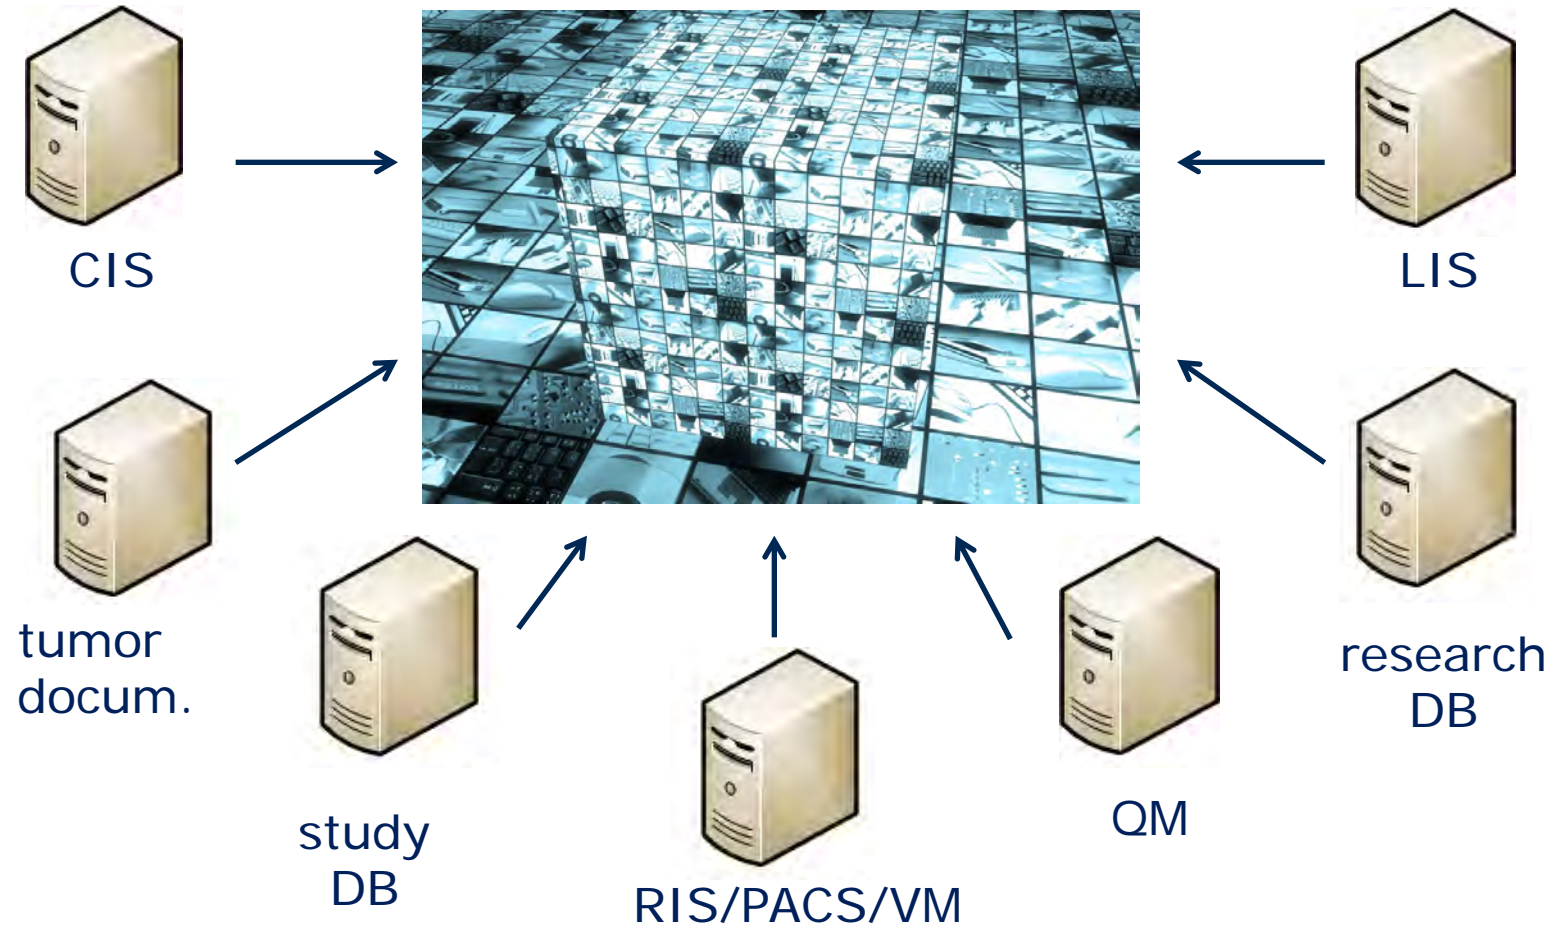 CIS
LIS
tumor
docum.
research
DB
study
DB
QM
RIS/PACS/VM